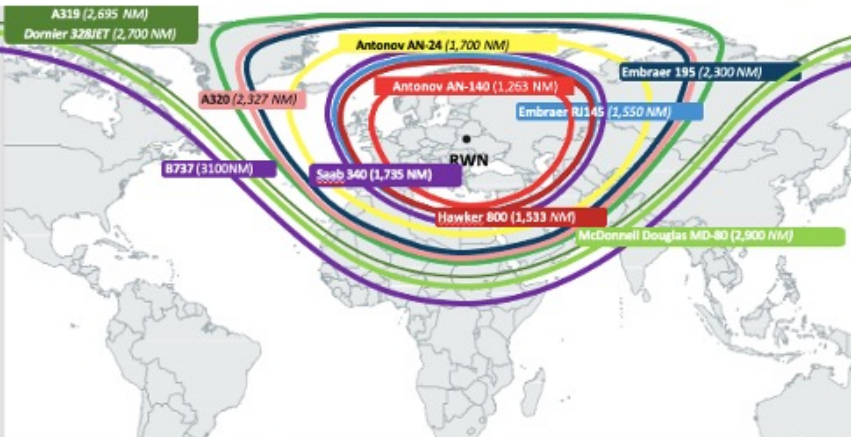 A319 (2,695 NM)
Dornier 328JET (2,700 NM)
Antonov AN-24 (1,700 NM)
Embraer 195 (2,300 NM)
Antonov AN-140 (1,263 NM)
A320 (2,327 NM)
Embraer RJ145 (1,550 NM)
RWN
B737 (3100NM)
Saab 340 (1,735 NM)
Hawker 800 (1,533 NM)
McDonnell Douglas MD-80 (2,900 NM)